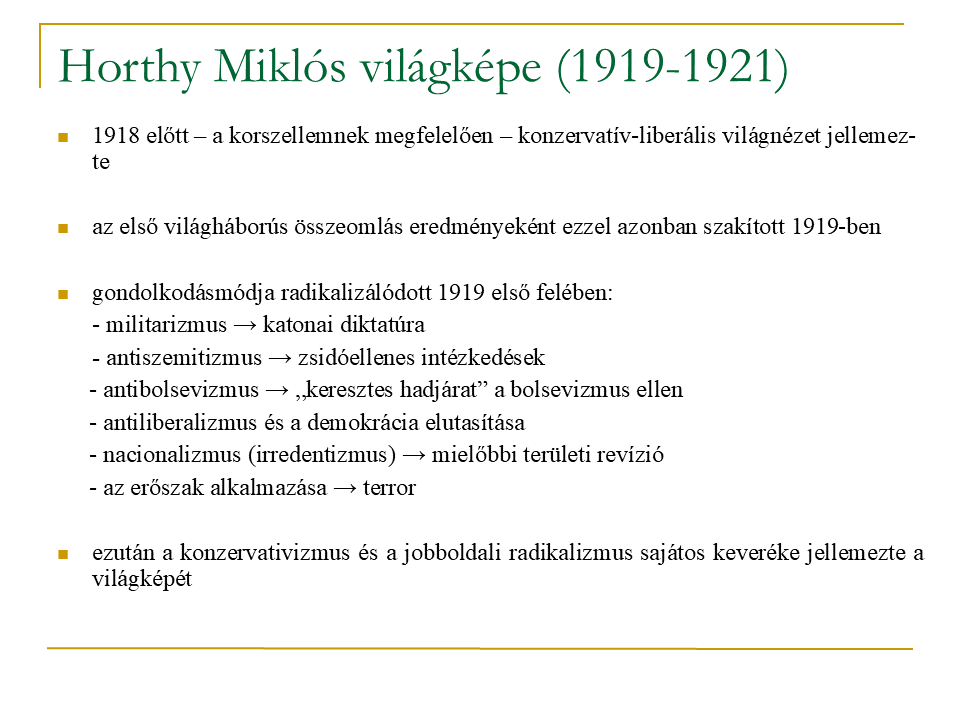 Horthy Miklós világképe (1919-1921)
1918 előtt – a korszellemnek megfelelően – konzervatív-liberális világnézet jellemez-
te
az első világháborús összeomlás eredményeként ezzel azonban szakított 1919-ben
gondolkodásmódja radikalizálódott 1919 első felében:
- militarizmus → katonai diktatúra
- antiszemitizmus → zsidóellenes intézkedések
- antibolsevizmus → „keresztes hadjárat” a bolsevizmus ellen
- antiliberalizmus és a demokrácia elutasítása
- nacionalizmus (irredentizmus) → mielőbbi területi revízió
- az erőszak alkalmazása → terror
ezután a konzervativizmus és a jobboldali radikalizmus sajátos keveréke jellemezte a
világképét